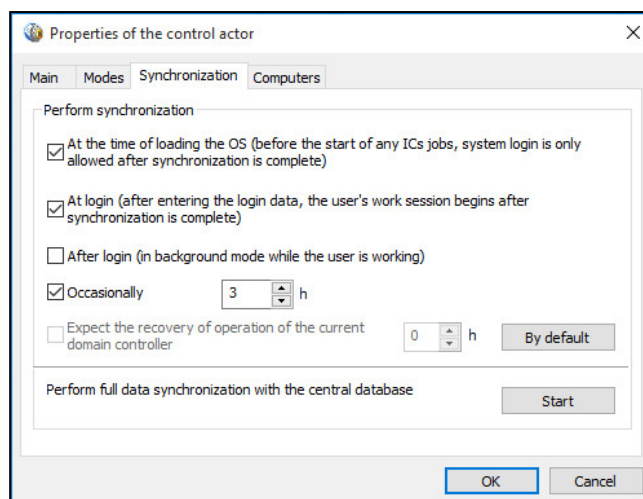 Properties of the control actor
Main Modes Synchronization Computers
Perform synchronization
At the time of loading the OS (before the start of any ICs jobs, system login is only
allowed after synchronization is complete)
At login (after entering the login data, the user's work session begins after
synchronization is complete)
After login (in background mode while the user is working)
Occasionally 3 h
Expect the recovery of operation of the current
domain controller
0 h By default
Perform full data synchronization with the central database Start
OK Cancel